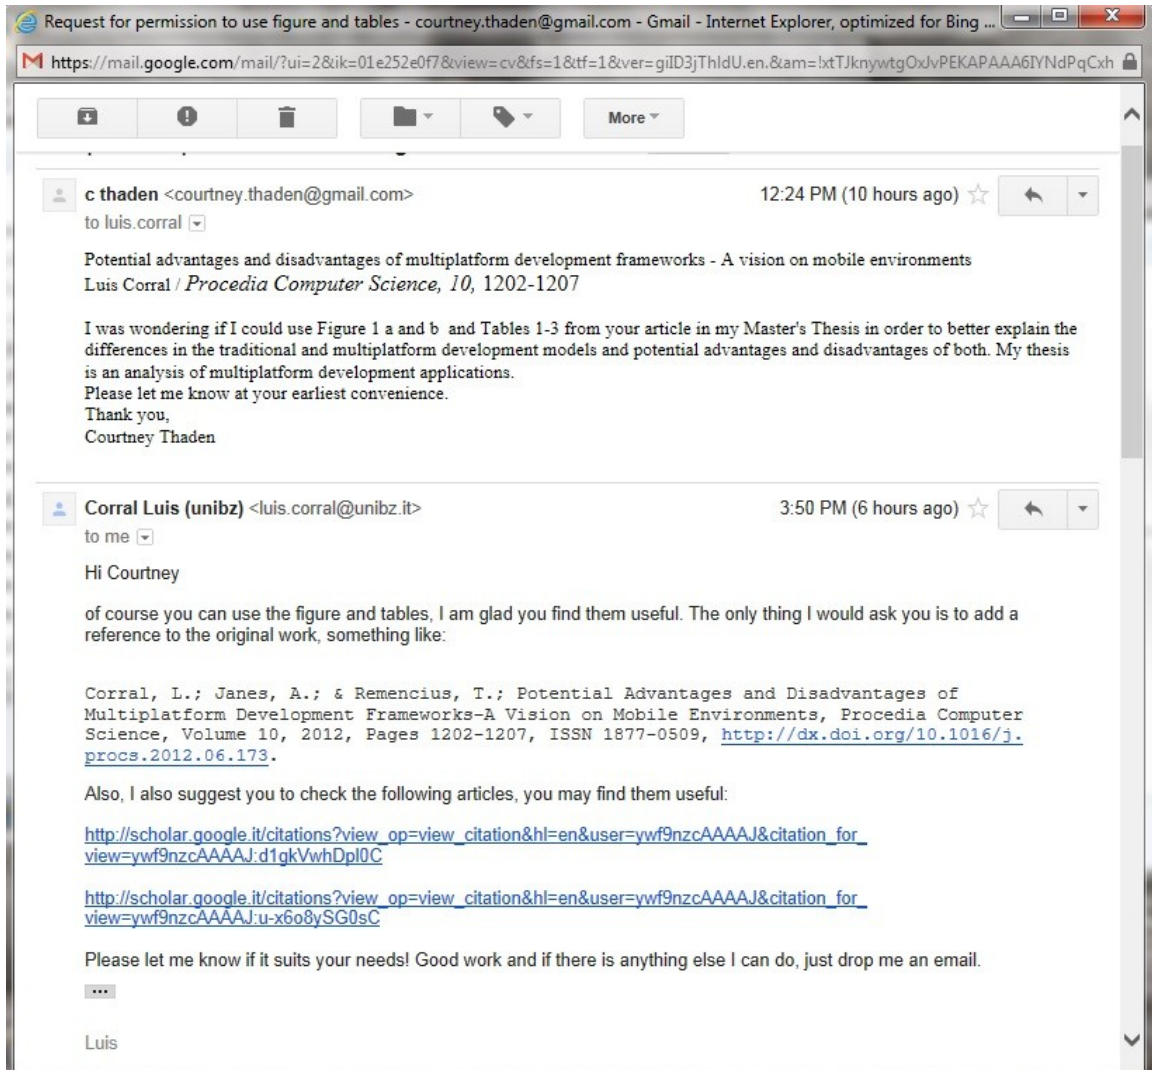 Request for permission to use figure and tables - courtney.thaden@gmail.com - Gmail - Internet Explorer, optimized for Bing ...
https://mail.google.com/mail/?ui=2&ik=01e252e0f7&view=cv&fs=1&tf=1&ver=giID3jThldU.en.&am=!xtTJknywtgOxJvPEKAPAAA6IYNdPqCxh
More
c thaden <courtney.thaden@gmail.com> 12:24 PM (10 hours ago)
to luis.corral
Potential advantages and disadvantages of multiplatform development frameworks - A vision on mobile environments
Luis Corral / Procedia Computer Science, 10, 1202-1207
I was wondering if I could use Figure 1 a and b and Tables 1-3 from your article in my Master's Thesis in order to better explain the
differences in the traditional and multiplatform development models and potential advantages and disadvantages of both. My thesis
is an analysis of multiplatform development applications.
Please let me know at your earliest convenience.
Thank you,
Courtney Thaden
Corral Luis (unibz) <luis.corral@unibz.it> 3:50 PM (6 hours ago)
to me
Hi Courtney
of course you can use the figure and tables, I am glad you find them useful. The only thing I would ask you is to add a
reference to the original work, something like:
Corral, L.; Janes, A.; & Remencius, T.; Potential Advantages and Disadvantages of
Multiplatform Development Frameworks-A Vision on Mobile Environments, Procedia Computer
Science, Volume 10, 2012, Pages 1202-1207, ISSN 1877-0509, http://dx.doi.org/10.1016/j.
procs.2012.06.173.
Also, I also suggest you to check the following articles, you may find them useful:
http://scholar.google.it/citations?view_op=view_citation&hl=en&user=ywf9nzcAAAAJ&citation_for_
view=ywf9nzcAAAAJ:d1gkVwhDpl0C
http://scholar.google.it/citations?view_op=view_citation&hl=en&user=ywf9nzcAAAAJ&citation_for_
view=ywf9nzcAAAAJ:u-x6o8ySG0sC
Please let me know if it suits your needs! Good work and if there is anything else I can do, just drop me an email.
...
Luis